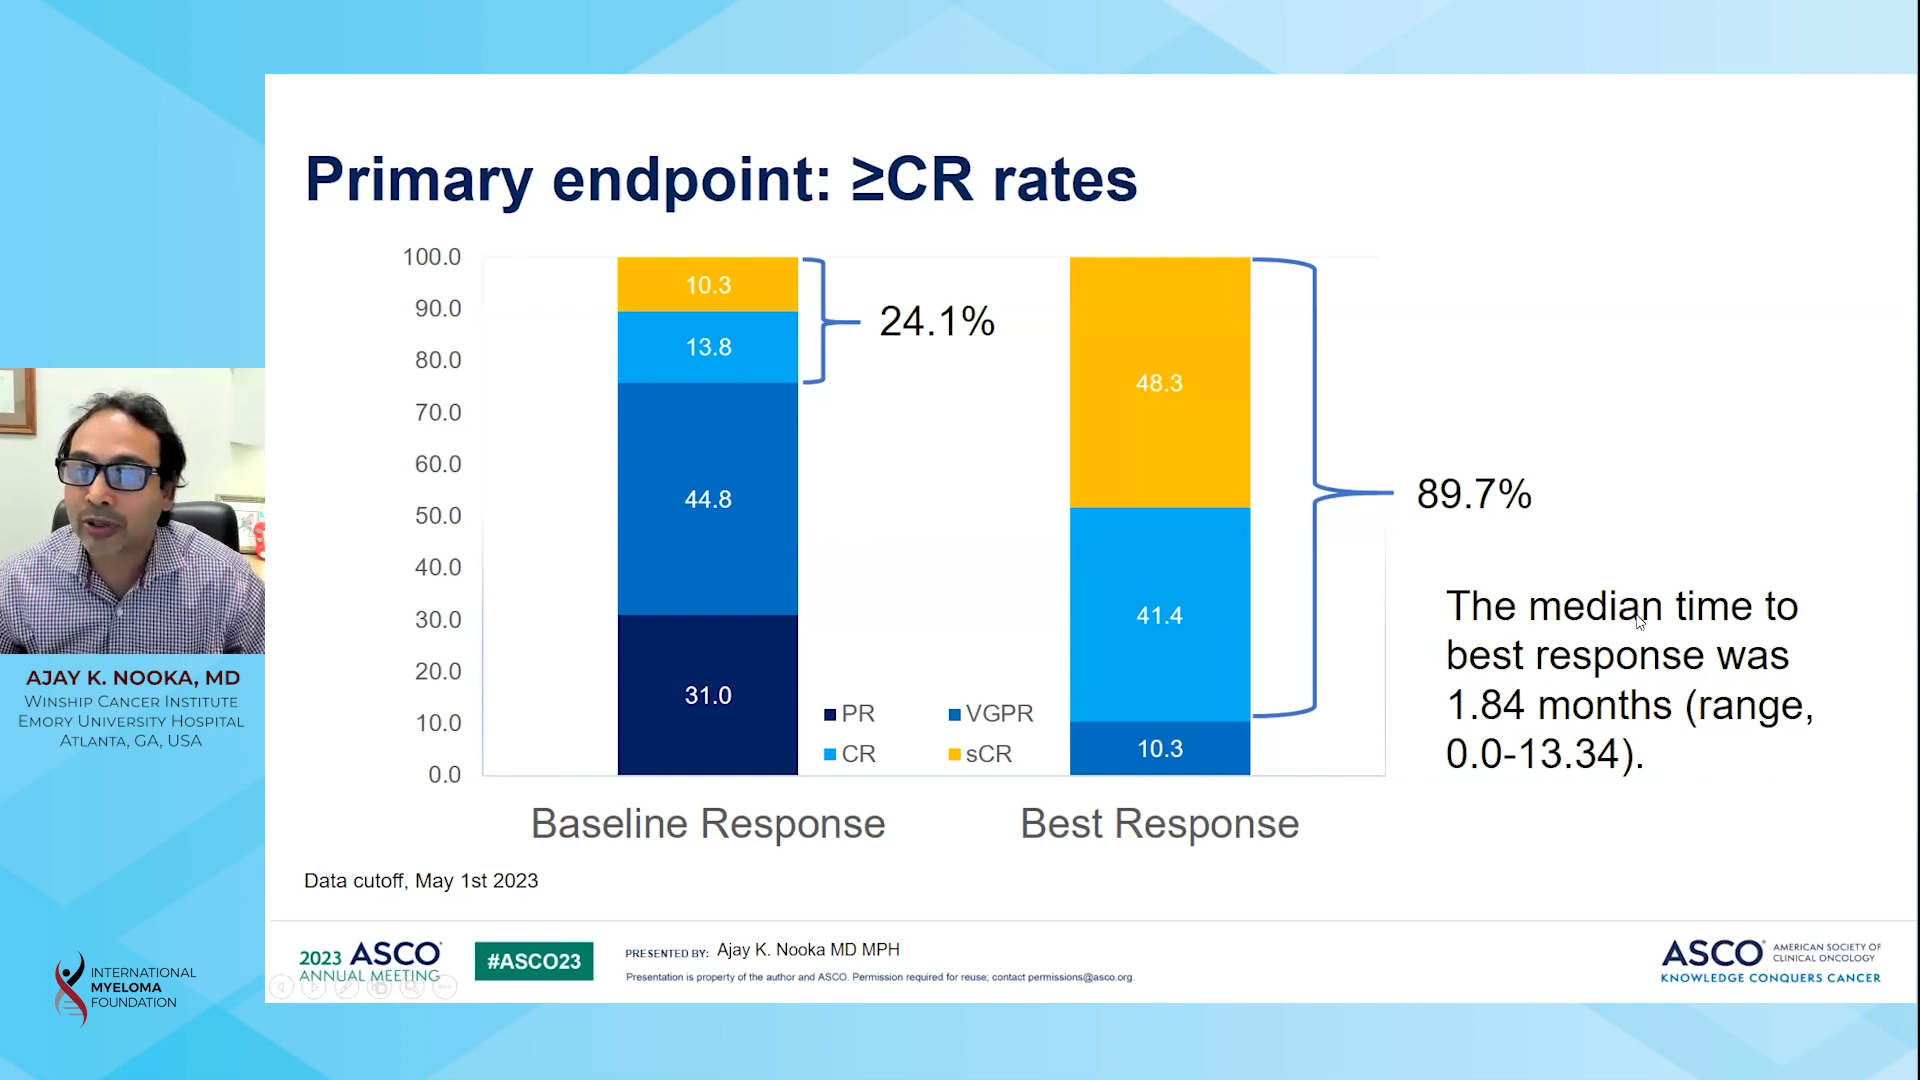 Primary endpoint: ≥CR rates
100.0
90.0
80.0
70.0
60.0
50.0
40.0
30.0
20.0
10.0
0.0
10.3
13.8
44.8
31.0
24.1%
48.3
41.4
10.3
89.7%
PR
VGPR
CR
sCR
Baseline Response
Best Response
The median time to
best response was
1.84 months (range,
0.0-13.34).
Data cutoff, May 1st 2023
AJAY K. NOOKA, MD
WINSHIP CANCER INSTITUTE
EMORY UNIVERSITY HOSPITAL
ATLANTA, GA, USA
INTERNATIONAL
MYELOMA
FOUNDATION
2023 ASCO
ANNUAL MEETING
#ASCO23
PRESENTED BY: Ajay K. Nooka MD MPH
Presentation is property of the author and ASCO. Permission required for reuse; contact permissions@asco.org.
ASCO AMERICAN SOCIETY OF
CLINICAL ONCOLOGY
KNOWLEDGE CONQUERS CANCER